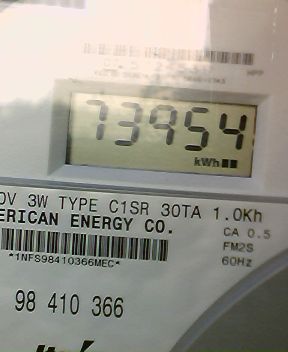 73954
kWh
0V 3W TYPE C1SR 30TA 1.0Kh
ERICAN ENERGY CO.
CA 0.5
FM2S
60Hz
*1NFS98410366MEC*
98 410 366